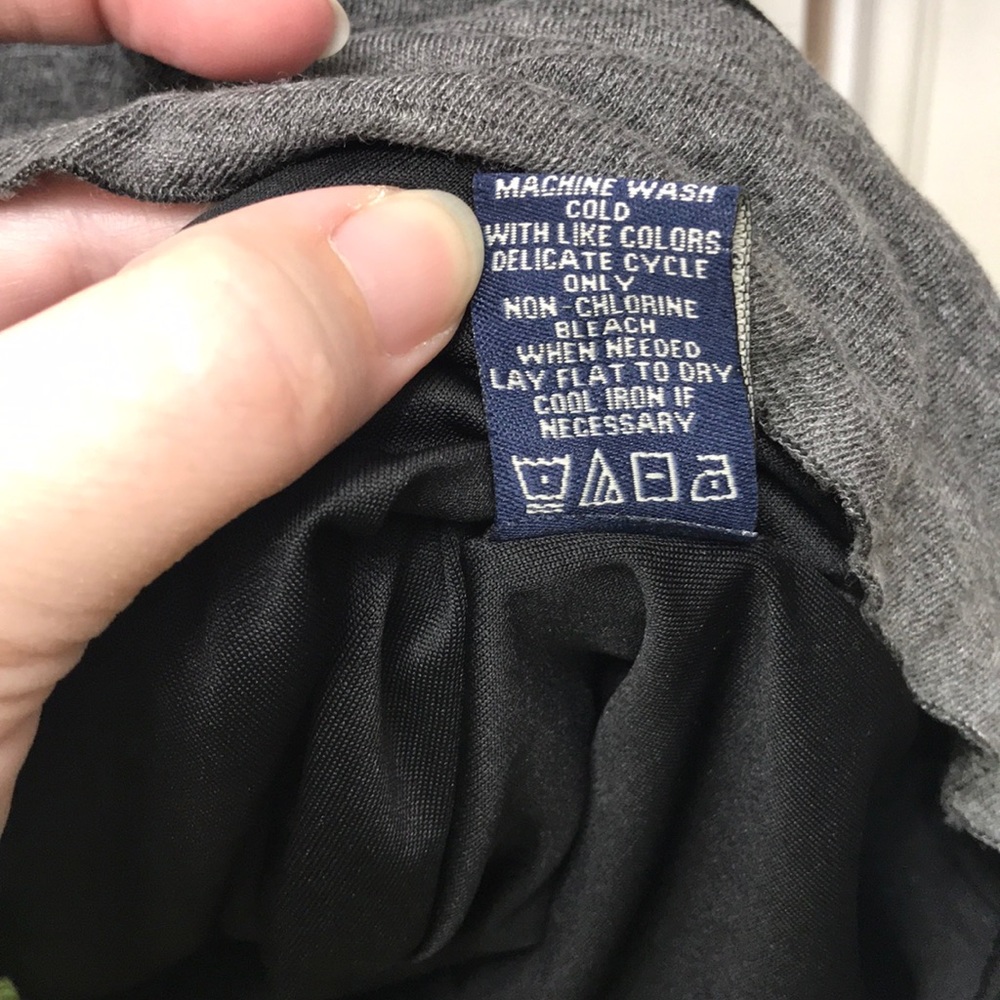 MACHINE WASH
COLD
WITH LIKE COLORS
DELICATE CYCLE
ONLY
NON-CHLORINE
BLEACH
WHEN NEEDED
LAY FLAT TO DRY
COOL IRON IF
NECESSARY